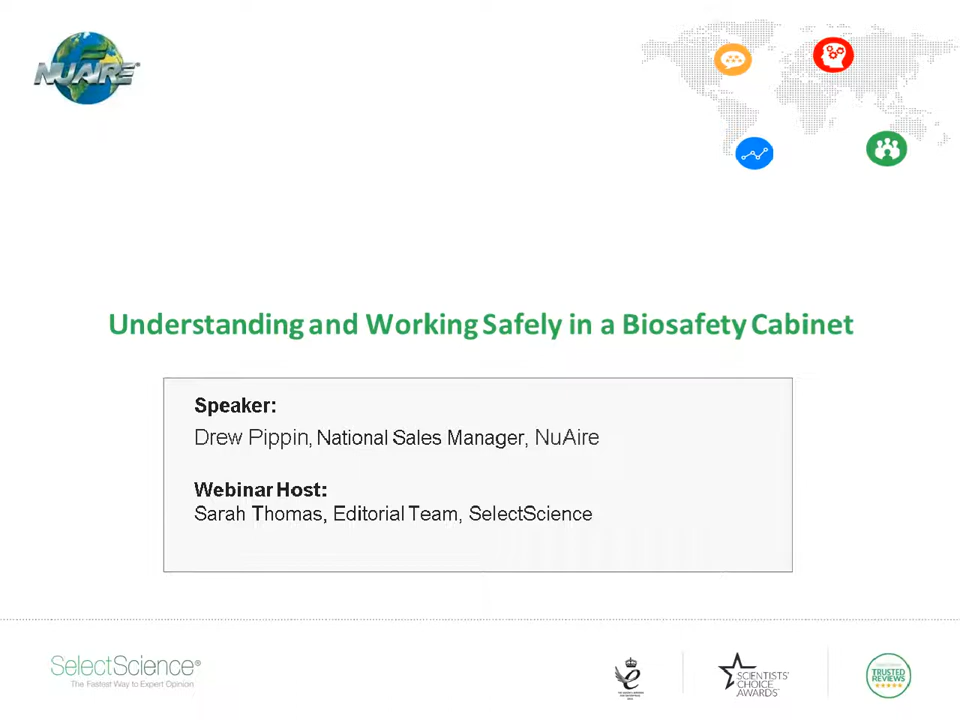 NUAIRE
Understanding and Working Safely in a Biosafety Cabinet
Speaker:
Drew Pippin, National Sales Manager, NuAire
Webinar Host:
Sarah Thomas, Editorial Team, SelectScience
SelectScience®
The Fastest Way to Expert Opinion
SCIENTISTS'
CHOICE
AWARDS
TRUSTED
REVIEWS